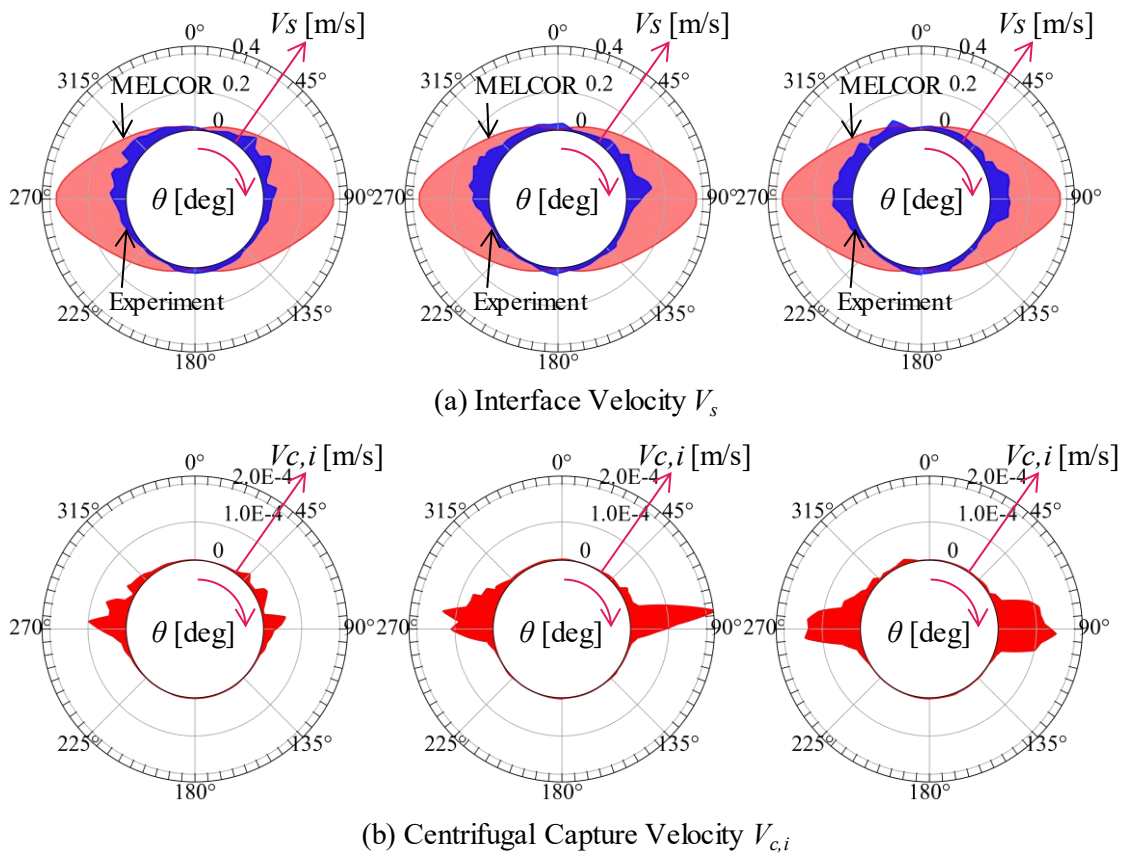 0° Vs [m/s] 0° Vs [m/s] 0° Vs [m/s]
0.4 0.4 0.4
315° MELCOR 45° 315° MELCOR 45° 315° MELCOR 45°
0.2 0.2 0.2
0 0 0
270° θ [deg] 90° 270° θ [deg] 90° 270° θ [deg] 90°
Experiment Experiment Experiment
225° 135° 225° 135° 225° 135°
180° 180° 180°
(a) Interface Velocity Vs
0° Vc,i [m/s] 0° Vc,i [m/s] 0° Vc,i [m/s]
2.0E-4 2.0E-4 2.0E-4
315° 1.0E-4 45° 315° 1.0E-4 45° 315° 1.0E-4 45°
0 0 0
270° θ [deg] 90° 270° θ [deg] 90° 270° θ [deg] 90°
225° 135° 225° 135° 225° 135°
180° 180° 180°
(b) Centrifugal Capture Velocity Vc,i